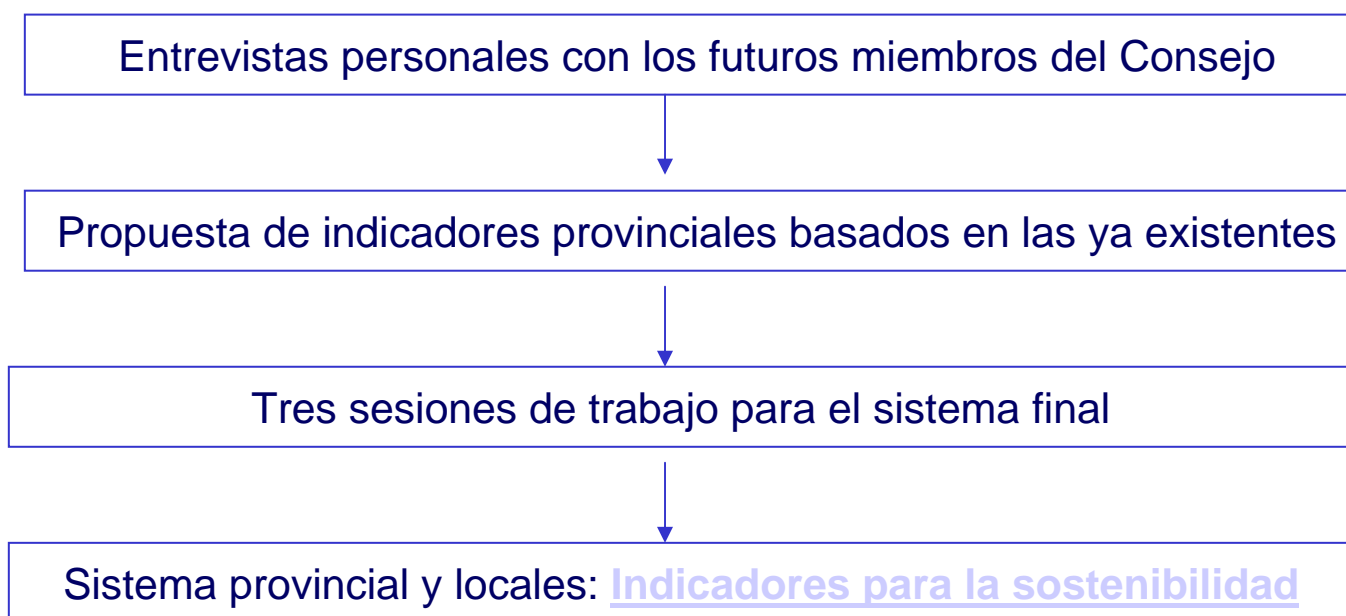 Entrevistas personales con los futuros miembros del Consejo
Propuesta de indicadores provinciales basados en las ya existentes
Tres sesiones de trabajo para el sistema final
Sistema provincial y locales: Indicadores para la sostenibilidad